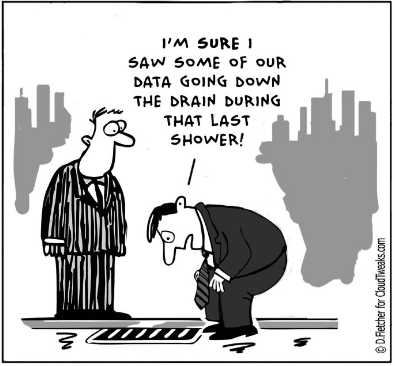 I'M SURE I
SAW SOME OF OUR
DATA GOING DOWN
THE DRAIN DURING
THAT LAST
SHOWER!
© D.Fletcher for CloudTweaks.com